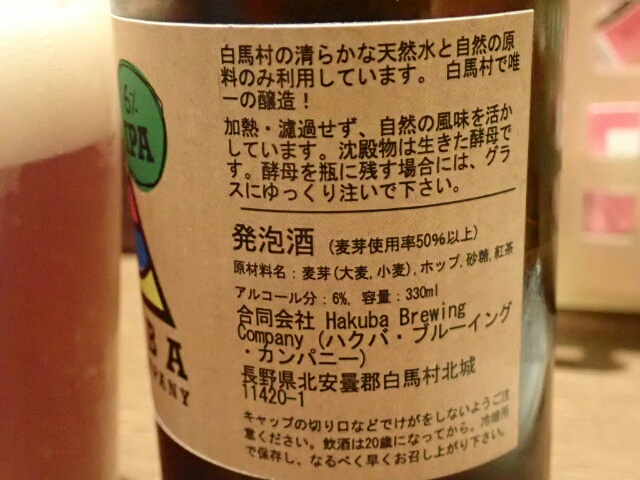 6%
IPA
BA
MPANY
白馬村の清らかな天然水と自然の原
料のみ利用しています。 白馬村で唯
一の醸造！
加熱・濾過せず、自然の風味を活か
しています。沈殿物は生きた酵母で
す。酵母を瓶に残す場合には、グラ
スにゆっくり注いで下さい。
発泡酒 (麦芽使用率50%以上)
原材料名：麦芽(大麦,小麦),ホップ,砂糖,紅茶
アルコール分：6%, 容量：330ml
合同会社 Hakuba Brewing
Company (ハクバ・ブルーイング
・カンパニー)
長野県北安曇郡白馬村北城
11420-1
キャップの切り口などでけがをしないようご注
意ください。飲酒は20歳になってから。冷暗所
で保存し、なるべく早くお召し上がり下さい。